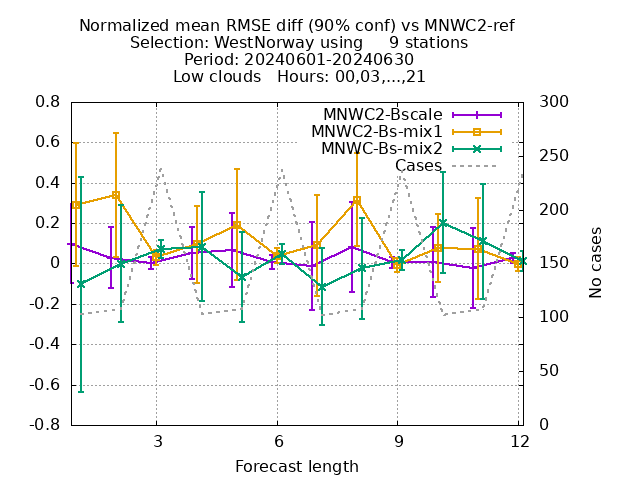 Normalized mean RMSE diff (90% conf) vs MNWC2-ref
Selection: WestNorway using     9 stations
Period: 20240601-20240630
Low clouds   Hours: 00,03,...,21
MNWC2-Bscale
MNWC2-Bs-mix1
MNWC-Bs-mix2
Cases
0.8
0.6
0.4
0.2
0
-0.2
-0.4
-0.6
-0.8
300
250
200
150
100
50
0
No cases
3
6
9
12
Forecast length